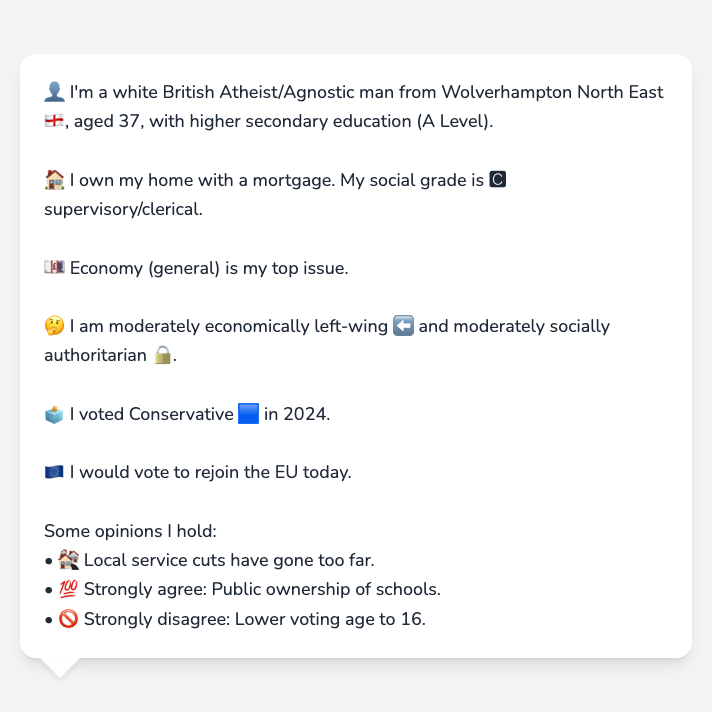 👤 I'm a white British Atheist/Agnostic man from Wolverhampton North East
🏴󠁧󠁢󠁥󠁮󠁧󠁿, aged 37, with higher secondary education (A Level).
🏠 I own my home with a mortgage. My social grade is C
supervisory/clerical.
💷 Economy (general) is my top issue.
🤔 I am moderately economically left-wing ⬅️ and moderately socially
authoritarian 🔒.
🗳️ I voted Conservative 🟦 in 2024.
🇪🇺 I would vote to rejoin the EU today.
Some opinions I hold:
• 🏚️ Local service cuts have gone too far.
• 💯 Strongly agree: Public ownership of schools.
• 🚫 Strongly disagree: Lower voting age to 16.